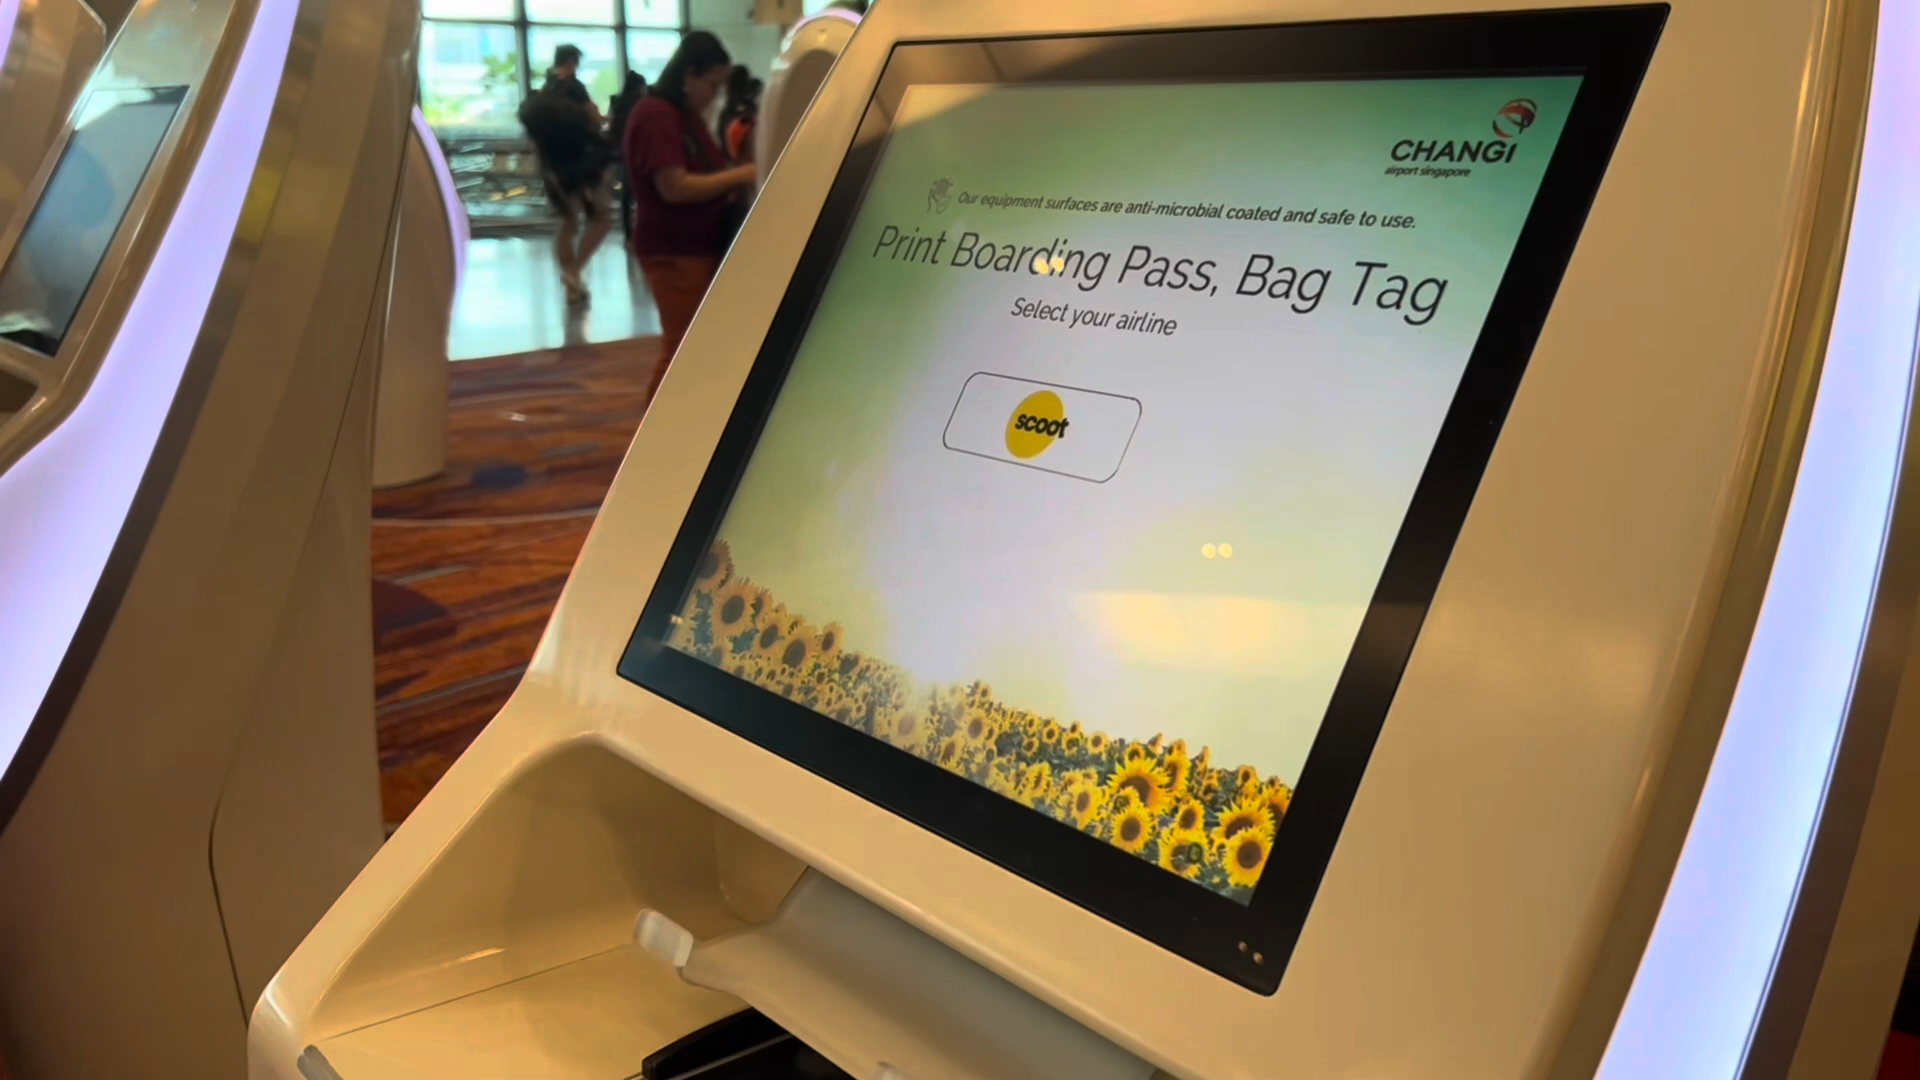 CHANGI
airport singapore
Our equipment surfaces are anti-microbial coated and safe to use.
Print Boarding Pass, Bag Tag
Select your airline
scoot